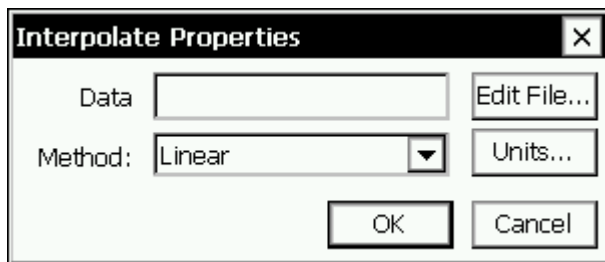 Interpolate Properties
Data
Edit File...
Method: Linear
Units...
OK
Cancel